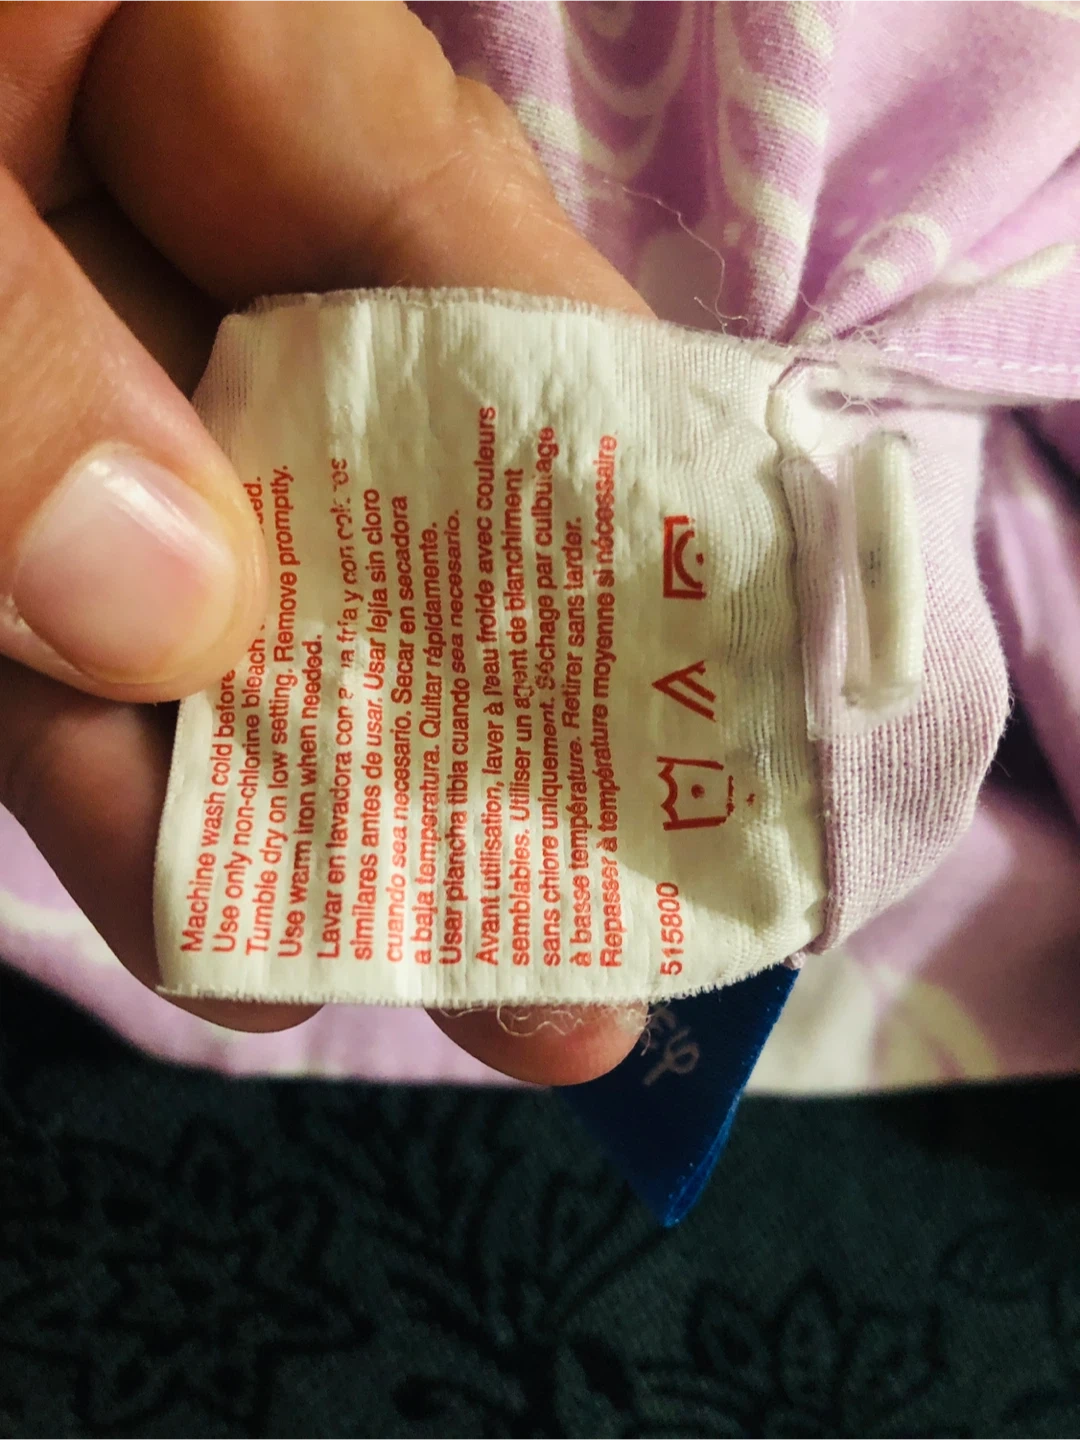 Machine wash cold before
Use only non-chlorine bleach
Tumble dry on low setting. Remove promptly.
Use warm iron when needed.
Lavar en lavadora con fría y con
similares antes de usar. Usar lejía sin cloro
cuando sea necesario. Secar en secadora
a baja temperatura. Quitar rápidamente.
Usar plancha tibia cuando sea necesario.
Avant utilisation, laver à l'eau froide avec couleurs
semblables. Utiliser un agent de blanchiment
sans chlore uniquement. Séchage par culbutage
à basse température. Retirer sans tarder.
Repasser à température moyenne si nécessaire.
515800